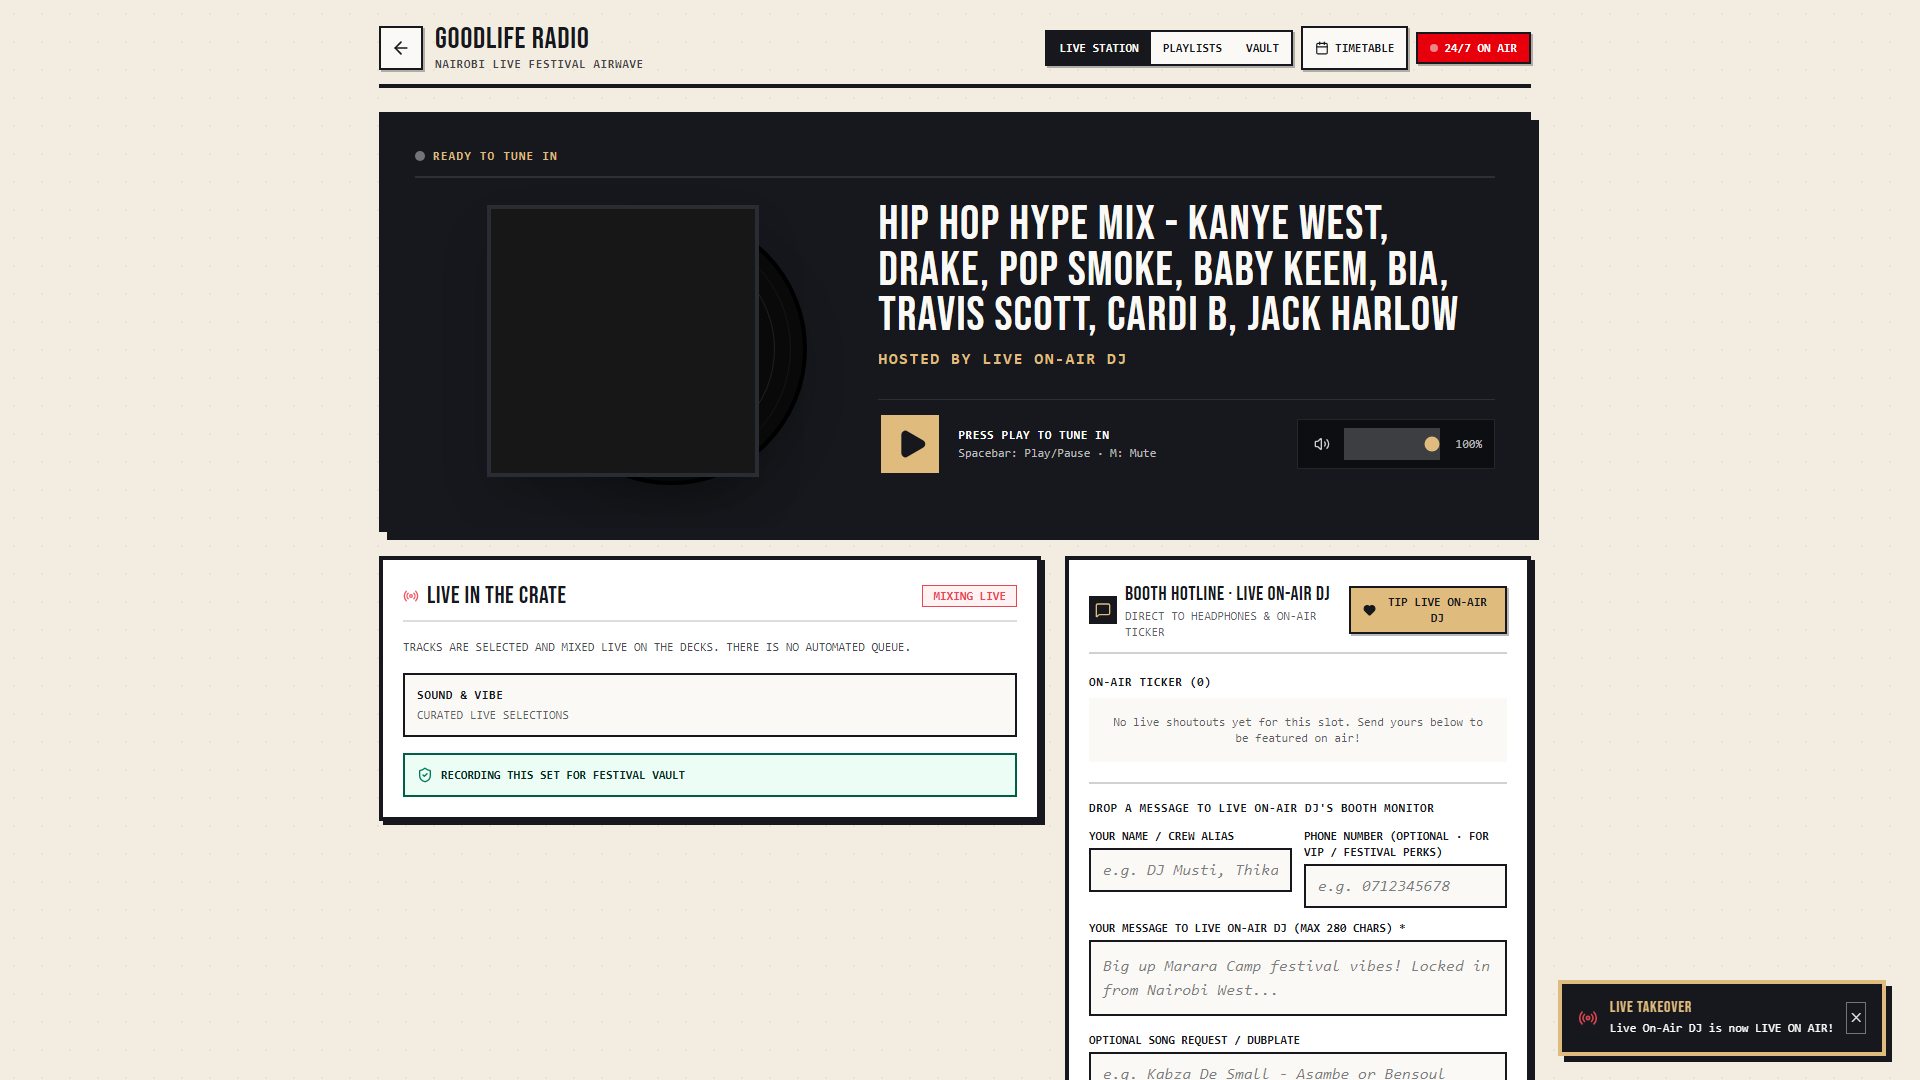 GOODLIFE RADIO
NAIROBI LIVE FESTIVAL AIRWAVE
LIVE STATION
PLAYLISTS
VAULT
TIMETABLE
24/7 ON AIR
READY TO TUNE IN
HIP HOP HYPE MIX - KANYE WEST,
DRAKE, POP SMOKE, BABY KEEM, BIA,
TRAVIS SCOTT, CARDI B, JACK HARLOW
HOSTED BY LIVE ON-AIR DJ
PRESS PLAY TO TUNE IN
Spacebar: Play/Pause · M: Mute
100%
LIVE IN THE CRATE
MIXING LIVE
TRACKS ARE SELECTED AND MIXED LIVE ON THE DECKS. THERE IS NO AUTOMATED QUEUE.
SOUND & VIBE
CURATED LIVE SELECTIONS
RECORDING THIS SET FOR FESTIVAL VAULT
BOOTH HOTLINE · LIVE ON-AIR DJ
DIRECT TO HEADPHONES & ON-AIR
TICKER
TIP LIVE ON-AIR
DJ
ON-AIR TICKER (0)
No live shoutouts yet for this slot. Send yours below to
be featured on air!
DROP A MESSAGE TO LIVE ON-AIR DJ'S BOOTH MONITOR
YOUR NAME / CREW ALIAS
e.g. DJ Musti, Thika
PHONE NUMBER (OPTIONAL · FOR
VIP / FESTIVAL PERKS)
e.g. 0712345678
YOUR MESSAGE TO LIVE ON-AIR DJ (MAX 280 CHARS) *
Big up Marara Camp festival vibes! Locked in
from Nairobi West...
OPTIONAL SONG REQUEST / DUBPLATE
e.g. Kabza De Small - Asambe or Bensoul
LIVE TAKEOVER
Live On-Air DJ is now LIVE ON AIR!